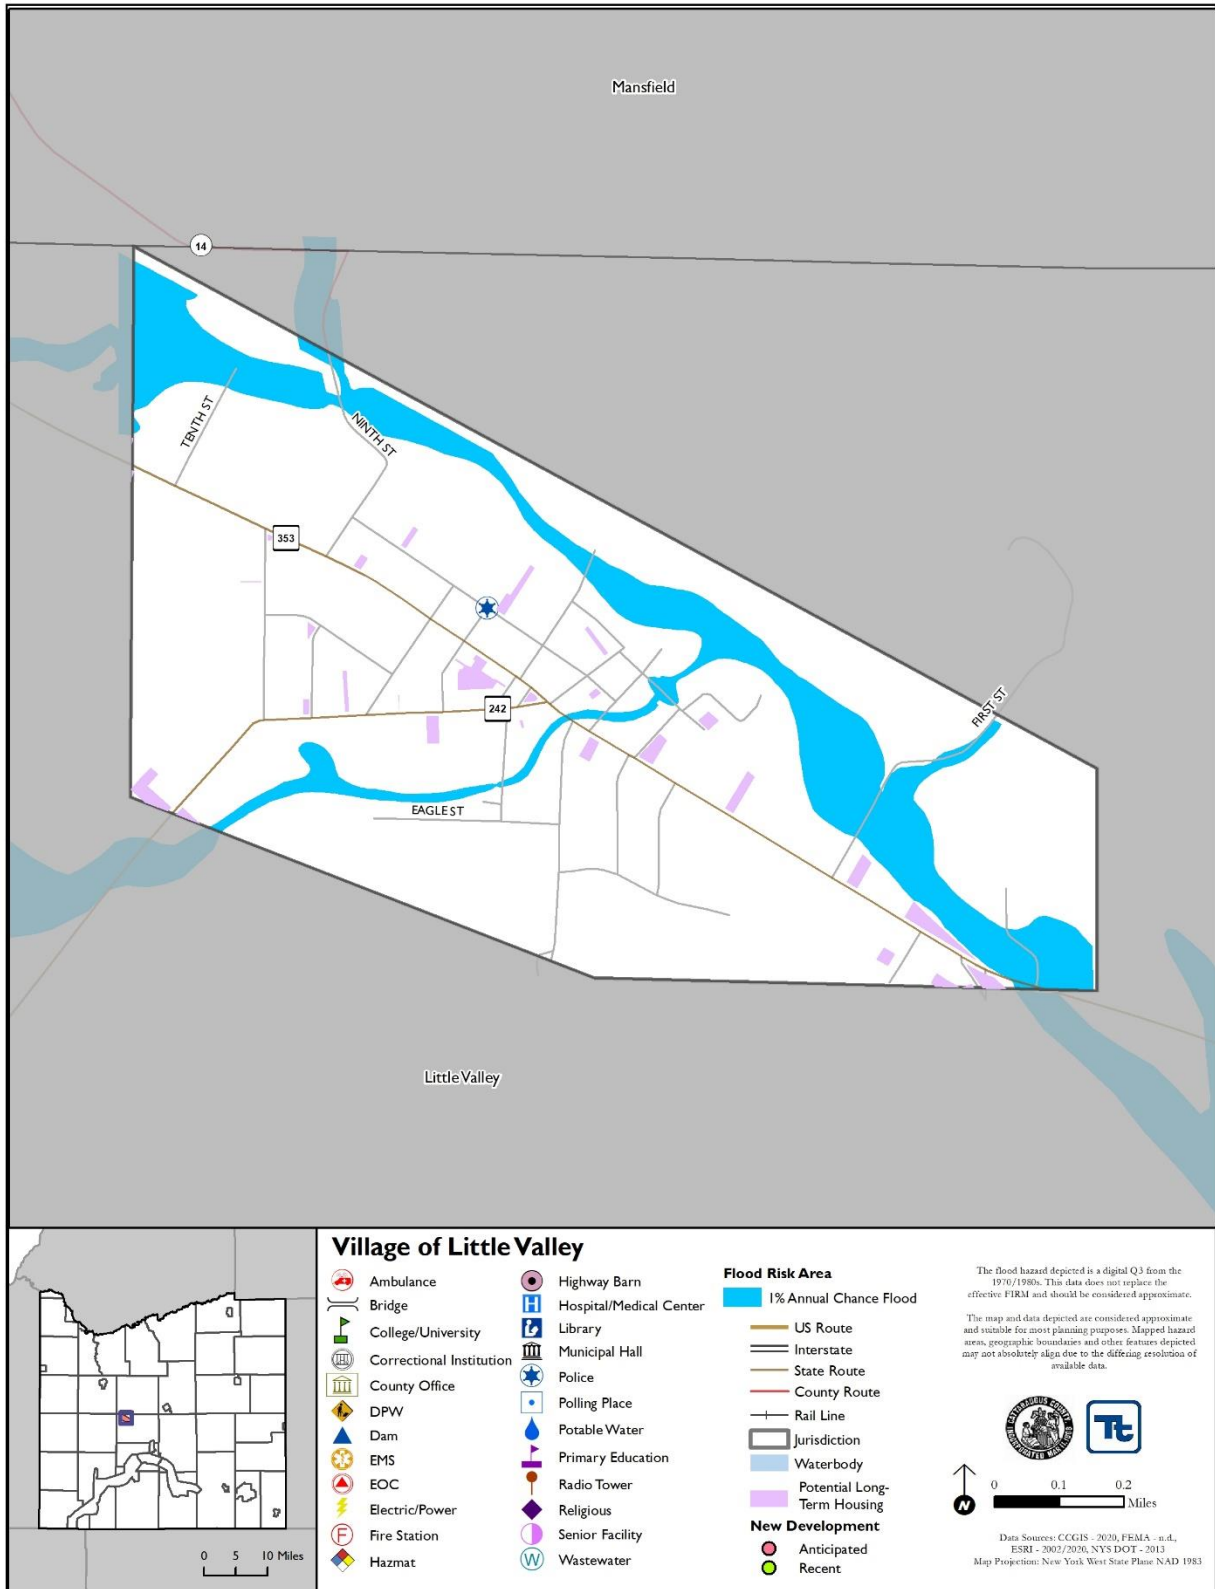 Mansfield
14
TENTH ST
NINTH ST
353
242
FIRST ST
EAGLE ST
Little Valley
0 5 10 Miles
Village of Little Valley
Ambulance
Bridge
College/University
Correctional Institution
County Office
DPW
Dam
EMS
EOC
Electric/Power
F Fire Station
Hazmat
Highway Barn
H Hospital/Medical Center
Library
Municipal Hall
Police
Polling Place
Potable Water
Primary Education
Radio Tower
Religious
Senior Facility
W Wastewater
Flood Risk Area
1% Annual Chance Flood
US Route
Interstate
State Route
County Route
Rail Line
Jurisdiction
Waterbody
Potential Long-
Term Housing
New Development
Anticipated
Recent
The flood hazard depicted is a digital Q3 from the
1970/1980s. This data does not replace the
effective FIRM and should be considered approximate.
The map and data depicted are considered approximate
and suitable for most planning purposes. Mapped hazard
areas, geographic boundaries and other features depicted
may not absolutely align due to the differing resolution of
available data.
Tt
N
0 0.1 0.2
Miles
Data Sources: CCGIS - 2020, FEMA - n.d.,
ESRI - 2002/2020, NYS DOT - 2013
Map Projection: New York West State Plane NAD 1983